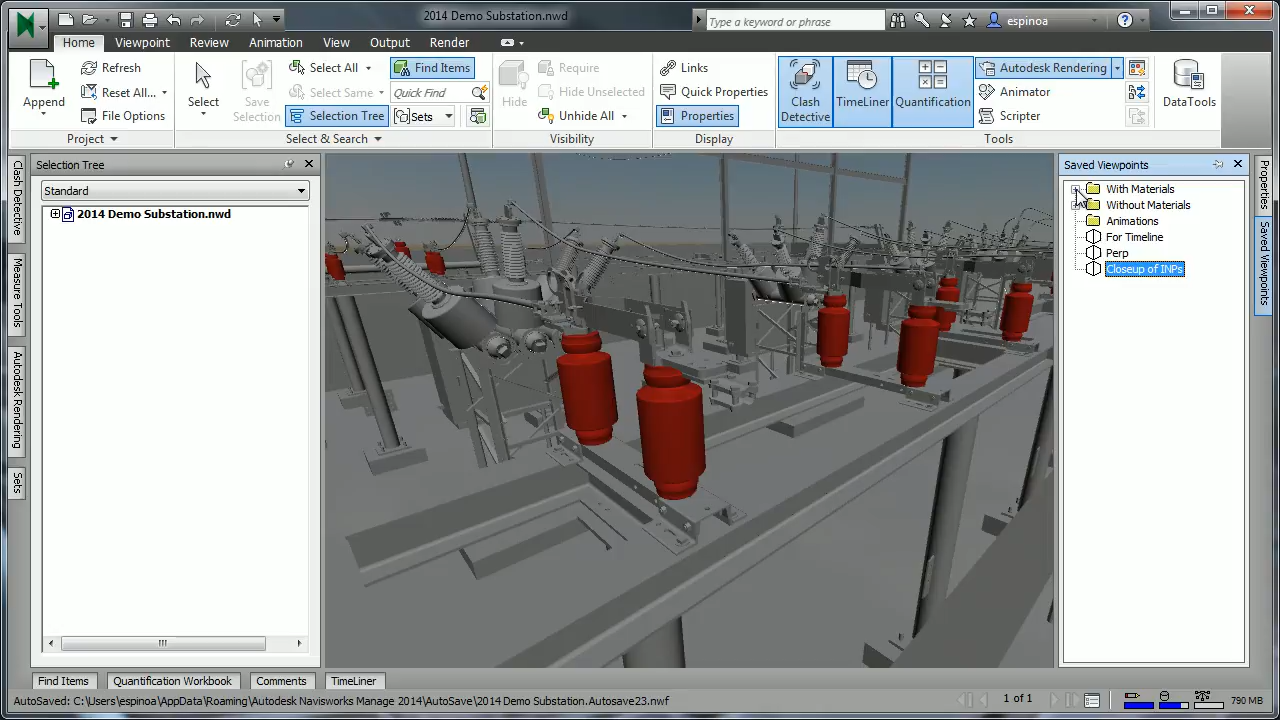 2014 Demo Substation.nwd
Type a keyword or phrase
espinoa
Home
Viewpoint
Review
Animation
View
Output
Render
Append
Refresh
Reset All...
File Options
Project
Select
Save Selection
Select All
Select Same
Selection Tree
Find Items
Quick Find
Sets
Select & Search
Hide
Require
Hide Unselected
Unhide All
Visibility
Links
Quick Properties
Properties
Display
Clash Detective
TimeLiner
Quantification
Autodesk Rendering
Animator
Scripter
Tools
DataTools
Clash Detective
Measure Tools
Autodesk Rendering
Sets
Selection Tree
Standard
2014 Demo Substation.nwd
Saved Viewpoints
With Materials
Without Materials
Animations
For Timeline
Perp
Closeup of INPs
Properties
Saved Viewpoints
Find Items
Quantification Workbook
Comments
TimeLiner
AutoSaved: C:\Users\espinoa\AppData\Roaming\Autodesk Navisworks Manage 2014\AutoSave\2014 Demo Substation.Autosave23.nwf
1 of 1
790 MB